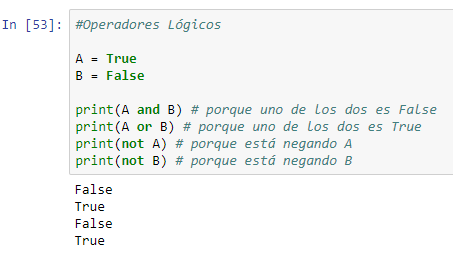 In [53]: #Operadores Lógicos
A = True
B = False
print(A and B) # porque uno de los dos es False
print(A or B) # porque uno de los dos es True
print(not A) # porque está negando A
print(not B) # porque está negando B
False
True
False
True